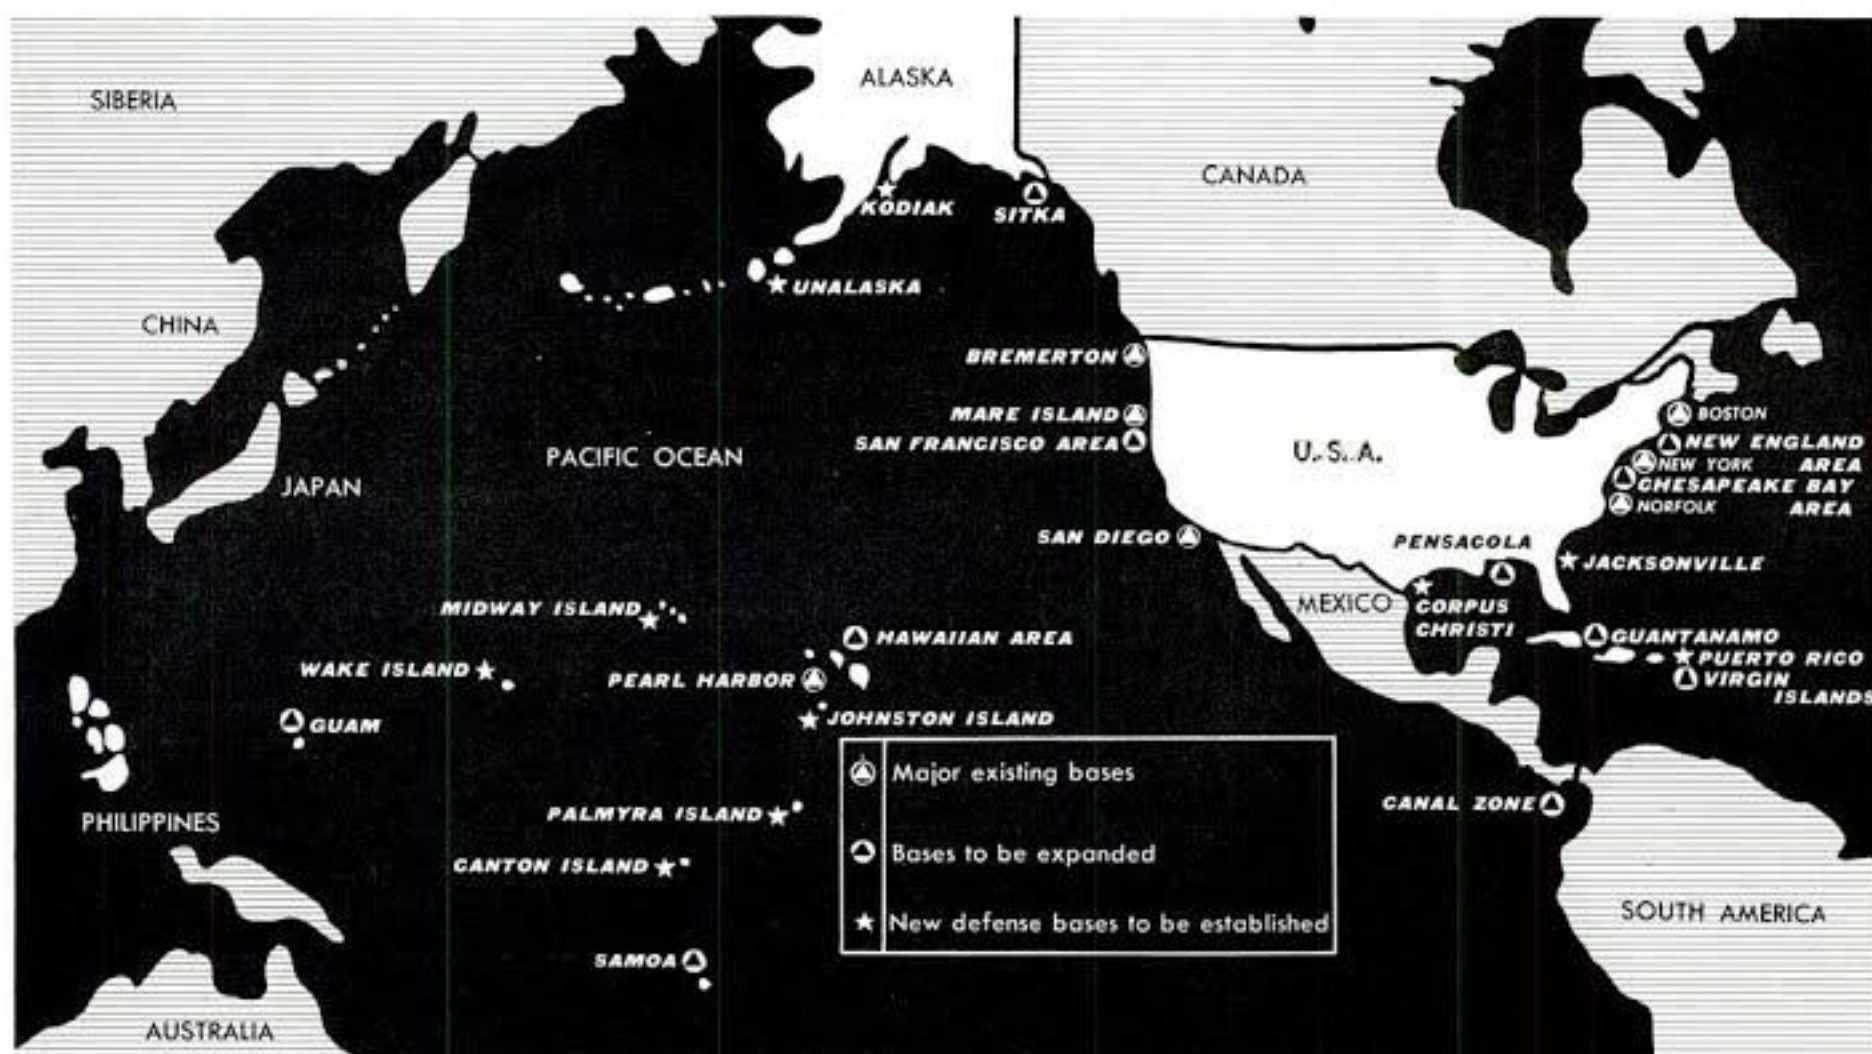 ALASKA
SIBERIA
CANADA
KODIAK
SITKA
UNALASKA
CHINA
BREMERTON
MARE ISLAND
SAN FRANCISCO AREA
BOSTON
NEW ENGLAND
AREA
NEW YORK
CHESAPEAKE BAY
AREA
NORFOLK
U.S.A.
PACIFIC OCEAN
JAPAN
SAN DIEGO
PENSACOLA
JACKSONVILLE
MEXICO
CORPUS
CHRISTI
MIDWAY ISLAND
HAWAIIAN AREA
GUANTANAMO
PUERTO RICO
VIRGIN
ISLANDS
WAKE ISLAND
PEARL HARBOR
GUAM
JOHNSTON ISLAND
Major existing bases
Bases to be expanded
New defense bases to be established
CANAL ZONE
PHILIPPINES
PALMYRA ISLAND
CANTON ISLAND
SOUTH AMERICA
SAMOA
AUSTRALIA